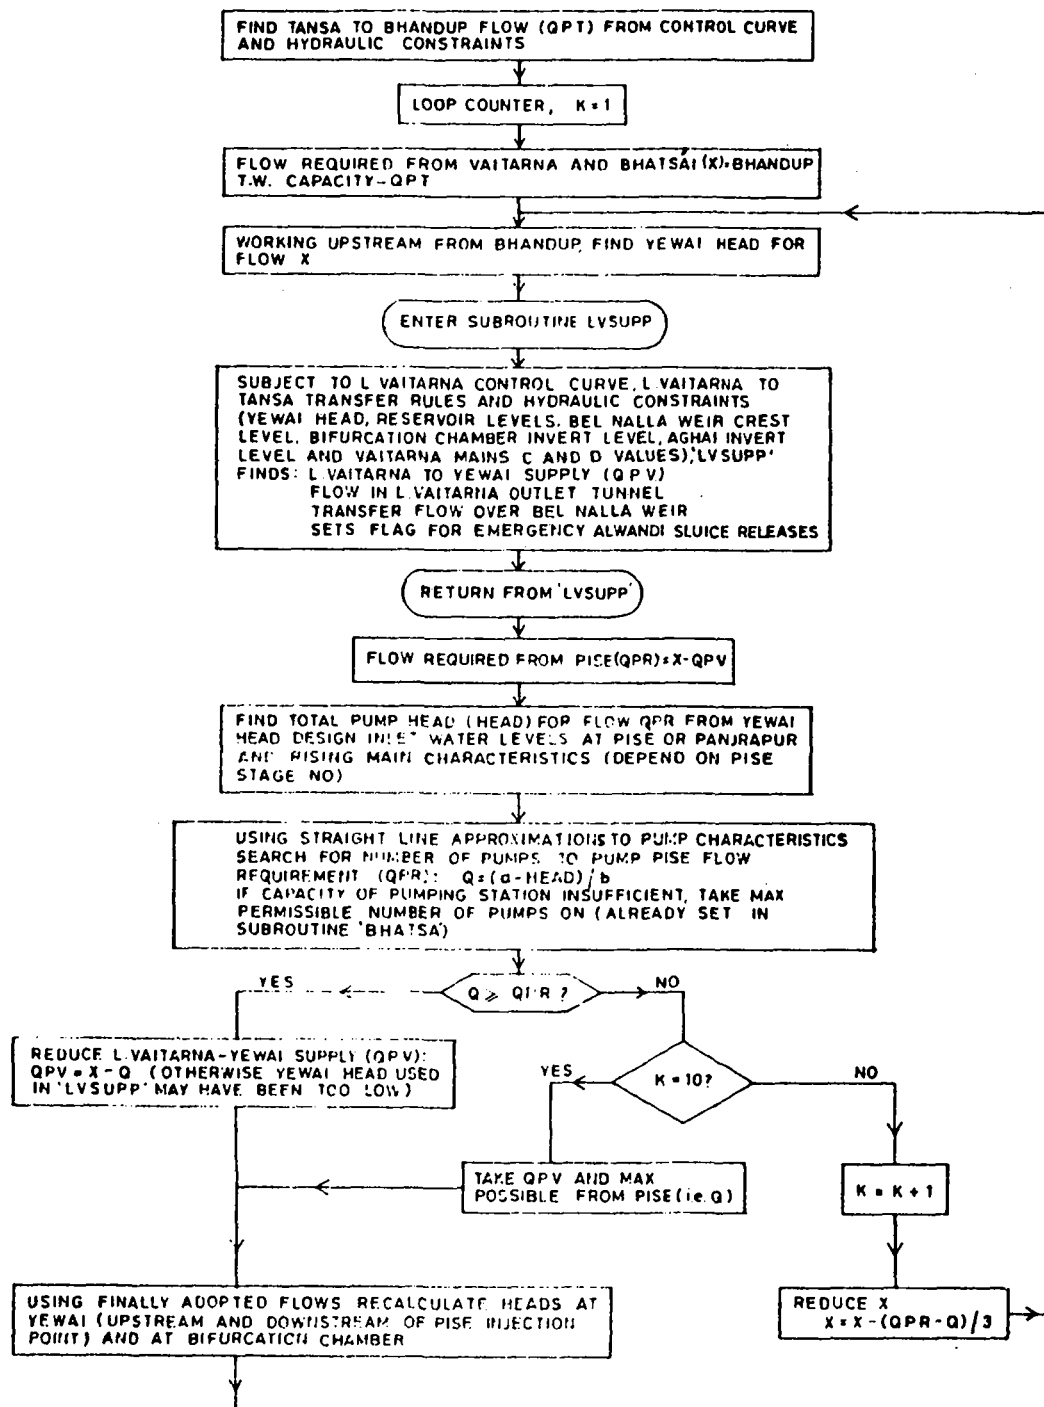 FIND TANSA TO BHANDUP FLOW (QPT) FROM CONTROL CURVE
AND HYDRAULIC CONSTRAINTS
LOOP COUNTER, K = 1
FLOW REQUIRED FROM VAITARNA AND BHATSAI (X)=BHANDUP
T.W. CAPACITY-QPT
WORKING UPSTREAM FROM BHANDUP, FIND YEWAI HEAD FOR
FLOW X
ENTER SUBROUTINE LVSUPP
SUBJECT TO L VAITARNA CONTROL CURVE, L.VAITARNA TO
TANSA TRANSFER RULES AND HYDRAULIC CONSTRAINTS
(YEWAI HEAD, RESERVOIR LEVELS, BEL NALLA WEIR CREST
LEVEL, BIFURCATION CHAMBER INVERT LEVEL, AGHAI INVERT
LEVEL AND VAITARNA MAINS C AND D VALUES),'LVSUPP'
FINDS: L.VAITARNA TO YEWAI SUPPLY (QPV)
FLOW IN L.VAITARNA OUTLET TUNNEL
TRANSFER FLOW OVER BEL NALLA WEIR
SETS FLAG FOR EMERGENCY ALWANDI SLUICE RELEASES
RETURN FROM 'LVSUPP'
FLOW REQUIRED FROM PISE(QPR)=X-QPV
FIND TOTAL PUMP HEAD (HEAD) FOR FLOW QPR FROM YEWAI
HEAD DESIGN INLET WATER LEVELS AT PISE OR PANJRAPUR
AND RISING MAIN CHARACTERISTICS (DEPEND ON PISE
STAGE NO)
USING STRAIGHT LINE APPROXIMATIONS TO PUMP CHARACTERISTICS
SEARCH FOR NUMBER OF PUMPS TO PUMP PISE FLOW
REQUIREMENT (QPR): Q=(a-HEAD)/b
IF CAPACITY OF PUMPING STATION INSUFFICIENT, TAKE MAX
PERMISSIBLE NUMBER OF PUMPS ON (ALREADY SET IN
SUBROUTINE 'BHATSA')
YES
Q ⩾ QPR ?
NO
REDUCE L.VAITARNA-YEWAI SUPPLY (QPV):
QPV = X - Q (OTHERWISE YEWAI HEAD USED
IN 'LVSUPP' MAY HAVE BEEN TOO LOW)
YES
K = 10?
NO
TAKE QPV AND MAX
POSSIBLE FROM PISE (ie. Q)
K = K + 1
USING FINALLY ADOPTED FLOWS RECALCULATE HEADS AT
YEWAI (UPSTREAM AND DOWNSTREAM OF PISE INJECTION
POINT) AND AT BIFURCATION CHAMBER
REDUCE X
X = X - (QPR - Q) / 3